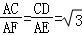 AC/AF = CD/AE = √3